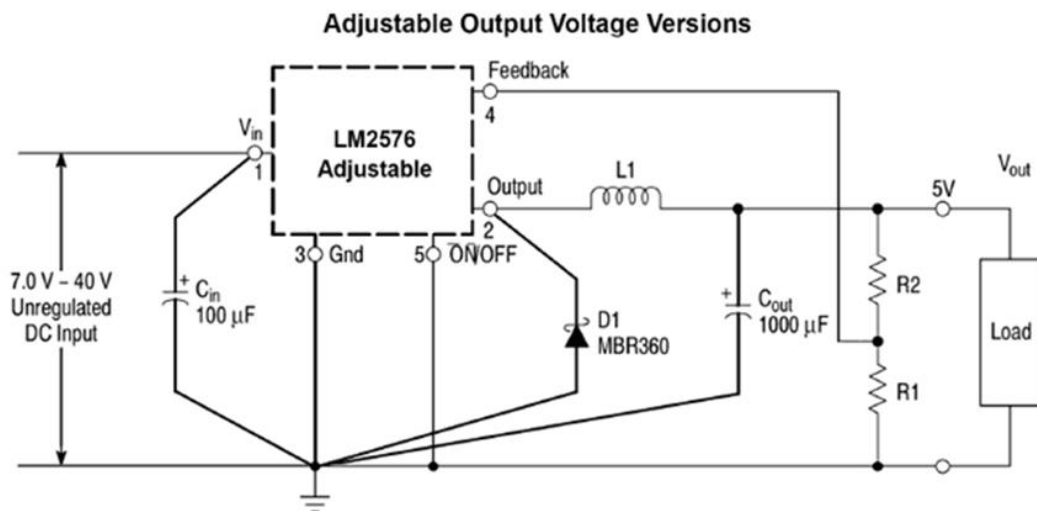 Adjustable Output Voltage Versions
Feedback
4
LM2576
Adjustable
Vin
1
Output
2
L1
5V
Vout
3 Gnd
5 ON/OFF
7.0 V – 40 V
Unregulated
DC Input
+
Cin
100 µF
D1
MBR360
+
Cout
1000 µF
R2
R1
Load